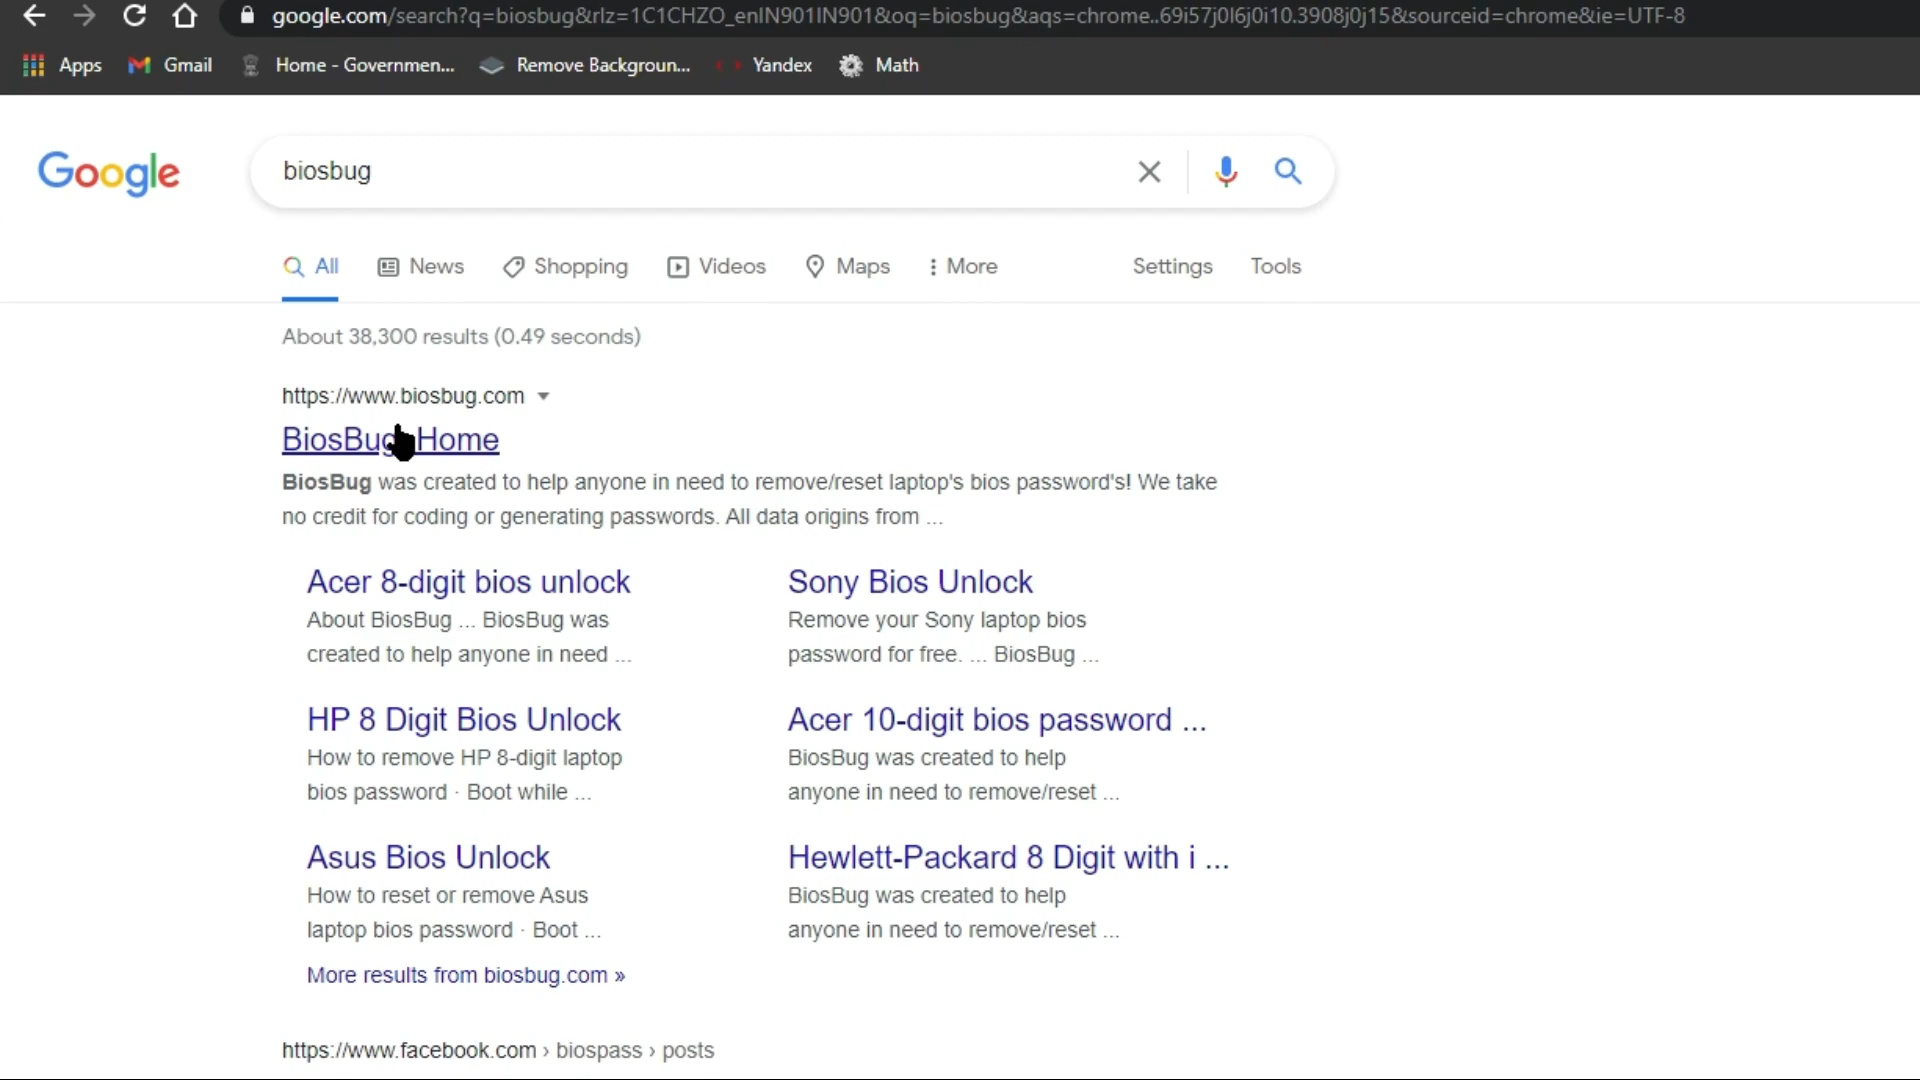 google.com/search?q=biosbug&rlz=1C1CHZO_enIN901IN901&oq=biosbug&aqs=chrome..69i57j0l6j0i10.3908j0j15&sourceid=chrome&ie=UTF-8
Apps Gmail Home - Governmen... Remove Backgroun... Yandex Math
Google biosbug
All News Shopping Videos Maps More Settings Tools
About 38,300 results (0.49 seconds)
https://www.biosbug.com
BiosBug Home
BiosBug was created to help anyone in need to remove/reset laptop's bios password's! We take
no credit for coding or generating passwords. All data origins from ...
Acer 8-digit bios unlock
About BiosBug ... BiosBug was
created to help anyone in need ...
Sony Bios Unlock
Remove your Sony laptop bios
password for free. ... BiosBug ...
HP 8 Digit Bios Unlock
How to remove HP 8-digit laptop
bios password · Boot while ...
Acer 10-digit bios password ...
BiosBug was created to help
anyone in need to remove/reset ...
Asus Bios Unlock
How to reset or remove Asus
laptop bios password · Boot ...
Hewlett-Packard 8 Digit with i ...
BiosBug was created to help
anyone in need to remove/reset ...
More results from biosbug.com »
https://www.facebook.com › biospass › posts